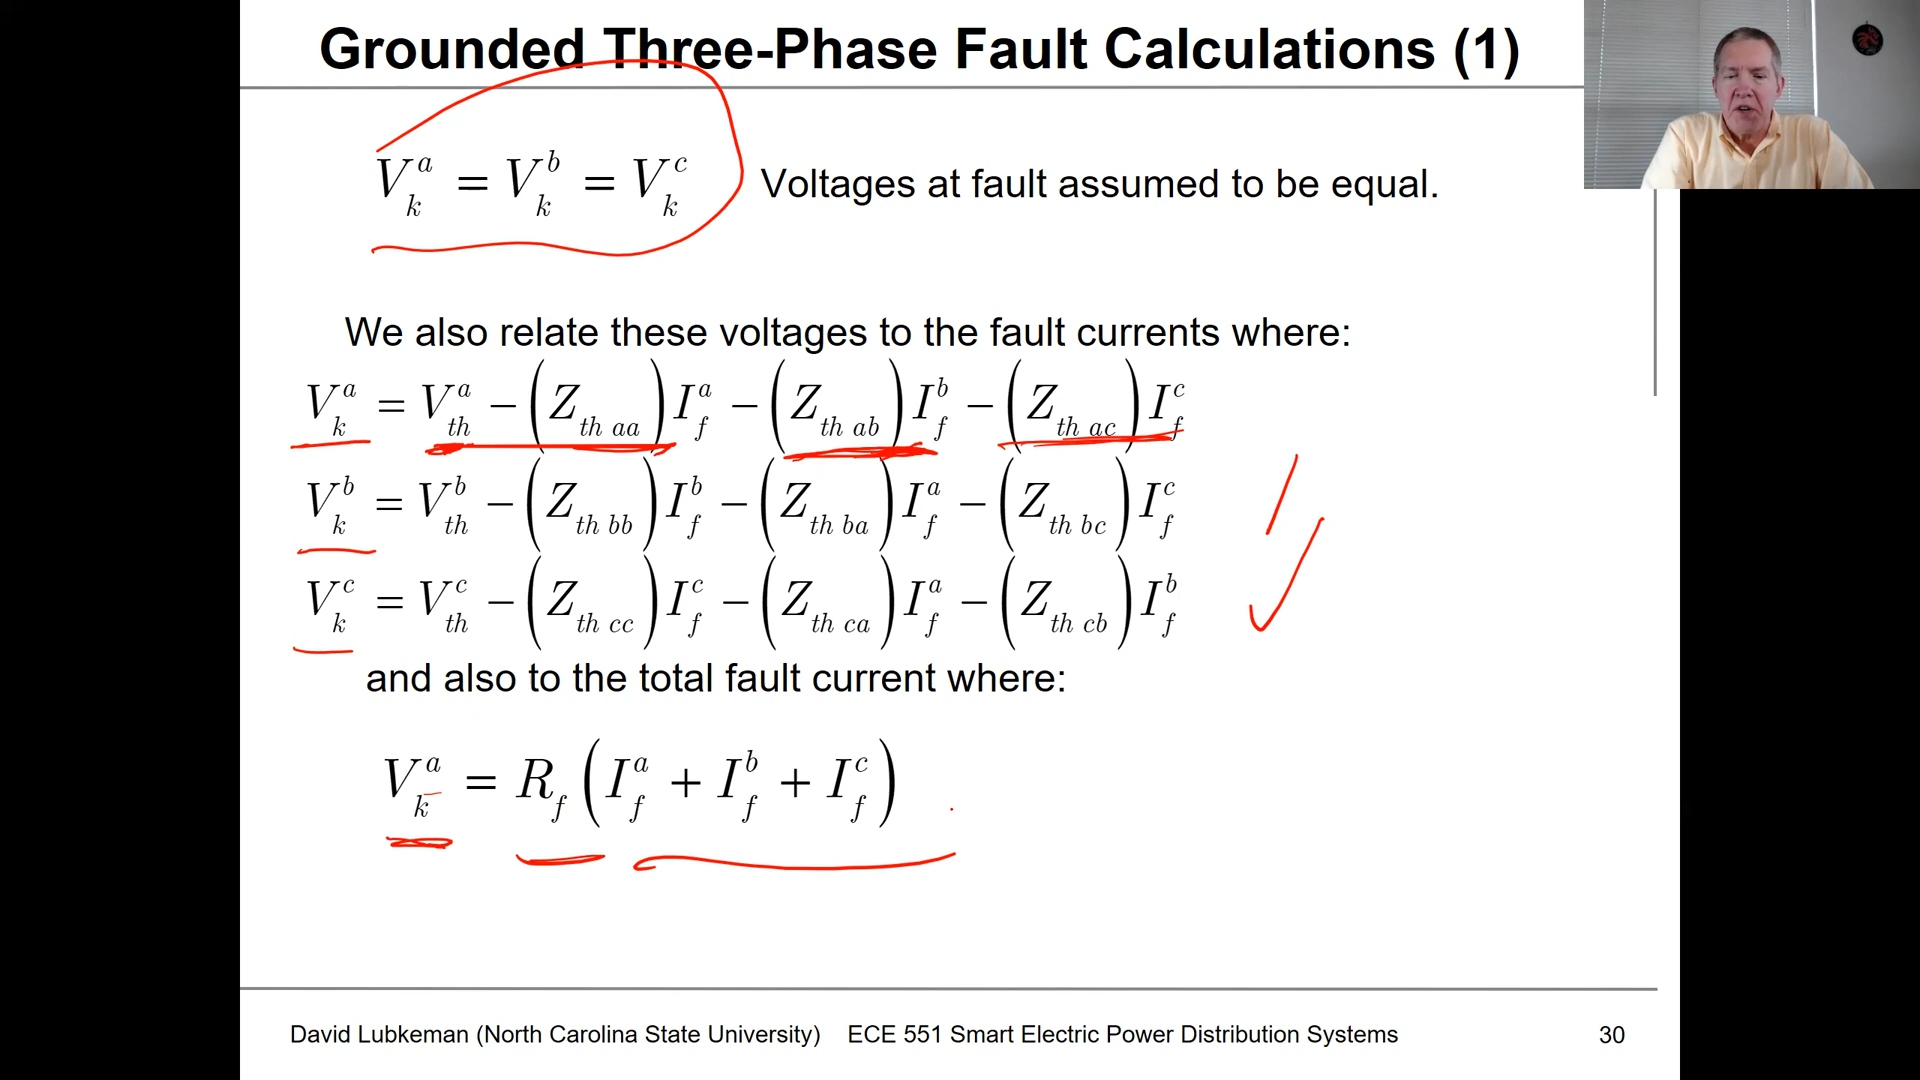 Grounded Three-Phase Fault Calculations (1)
V_k^a = V_k^b = V_k^c Voltages at fault assumed to be equal.
We also relate these voltages to the fault currents where:
V_k^a = V_th^a − (Z_th aa) I_f^a − (Z_th ab) I_f^b − (Z_th ac) I_f^c
V_k^b = V_th^b − (Z_th bb) I_f^b − (Z_th ba) I_f^a − (Z_th bc) I_f^c
V_k^c = V_th^c − (Z_th cc) I_f^c − (Z_th ca) I_f^a − (Z_th cb) I_f^b
and also to the total fault current where:
V_k^a = R_f (I_f^a + I_f^b + I_f^c)
David Lubkeman (North Carolina State University) ECE 551 Smart Electric Power Distribution Systems 30